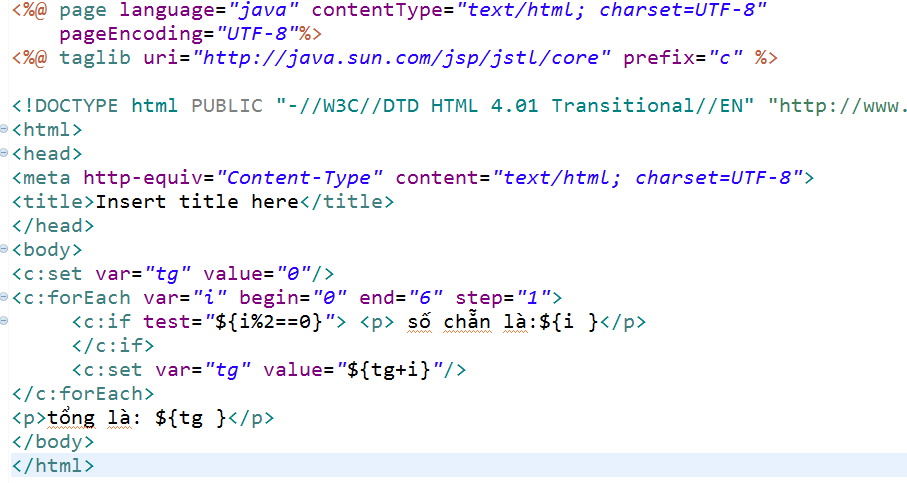 <%@ page language="java" contentType="text/html; charset=UTF-8"
    pageEncoding="UTF-8"%>
<%@ taglib uri="http://java.sun.com/jsp/jstl/core" prefix="c" %>
<!DOCTYPE html PUBLIC "-//W3C//DTD HTML 4.01 Transitional//EN" "http://www.
<html>
<head>
<meta http-equiv="Content-Type" content="text/html; charset=UTF-8">
<title>Insert title here</title>
</head>
<body>
<c:set var="tg" value="0"/>
<c:forEach var="i" begin="0" end="6" step="1">
     <c:if test="${i%2==0}"> <p> số chẵn là:${i }</p>
     </c:if>
     <c:set var="tg" value="${tg+i}"/>
</c:forEach>
<p>tổng là: ${tg }</p>
</body>
</html>